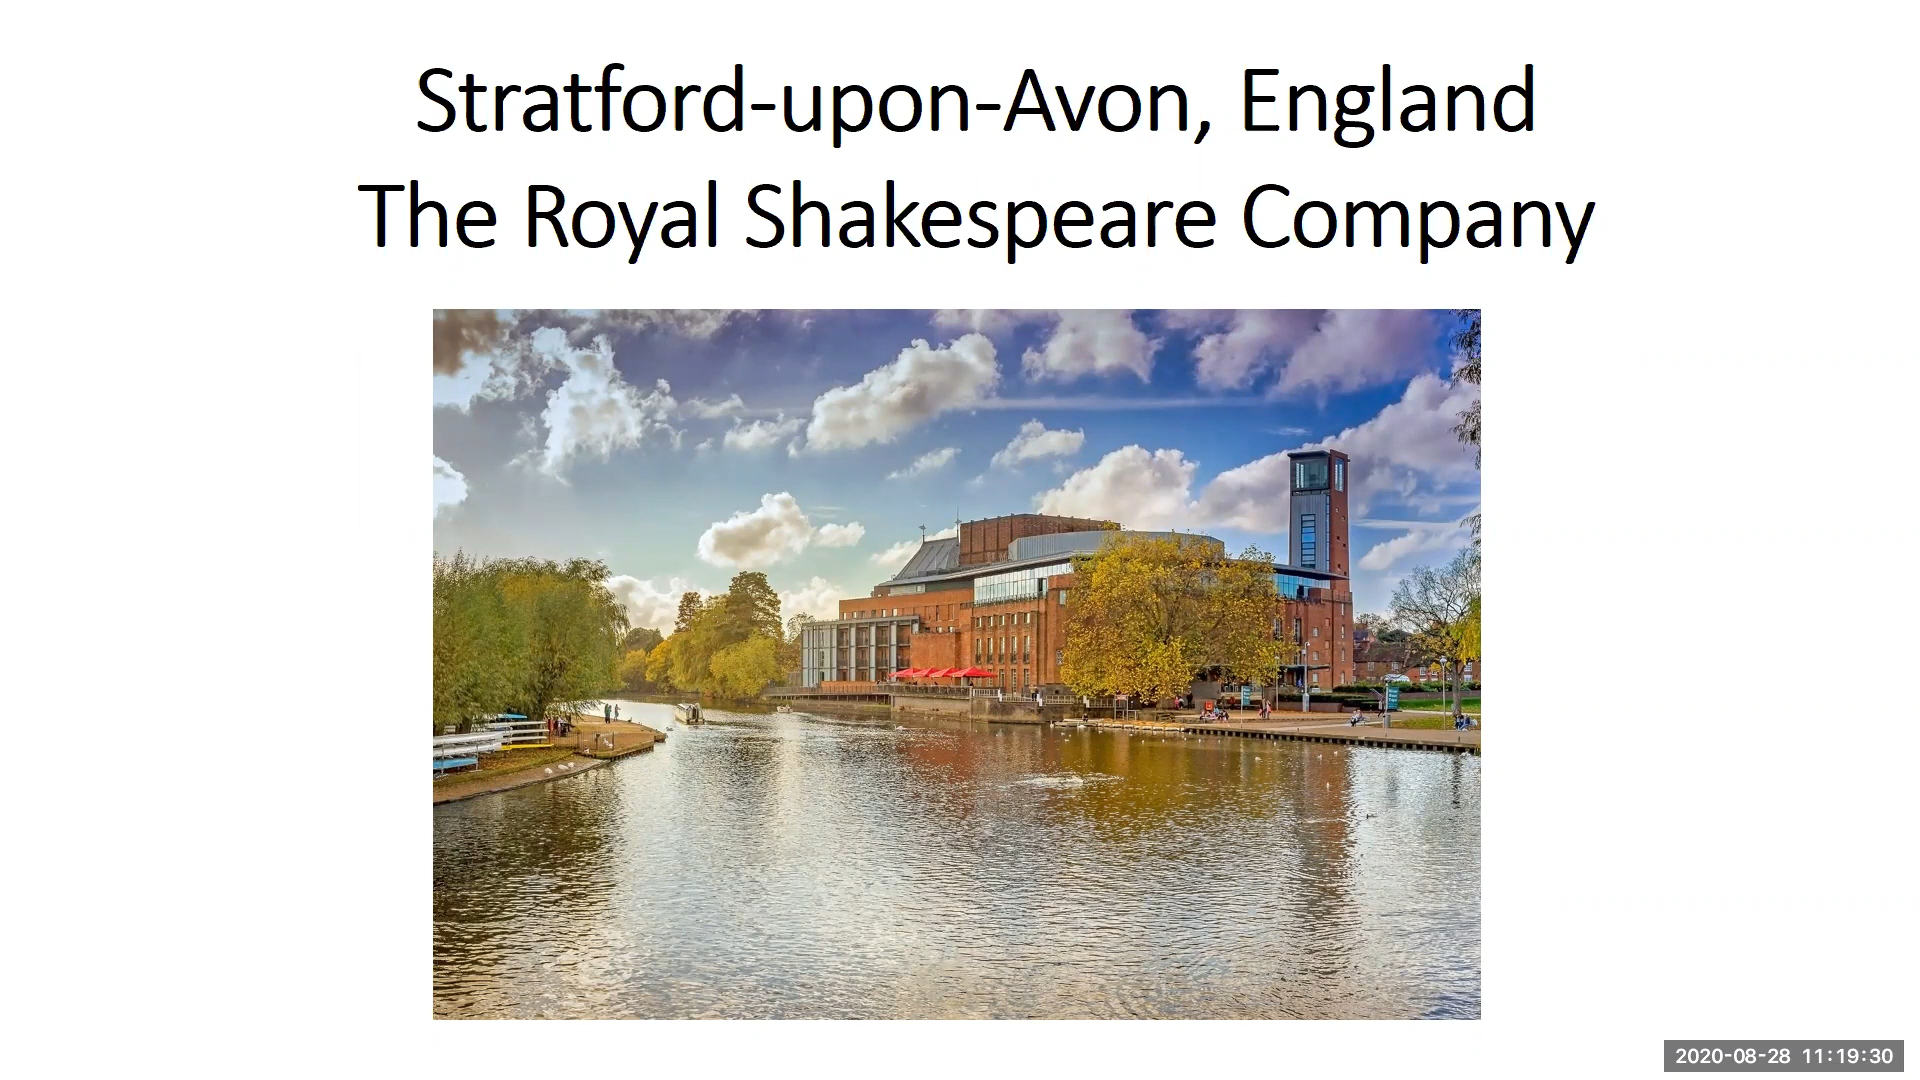 Stratford-upon-Avon, England
The Royal Shakespeare Company
2020-08-28 11:19:30